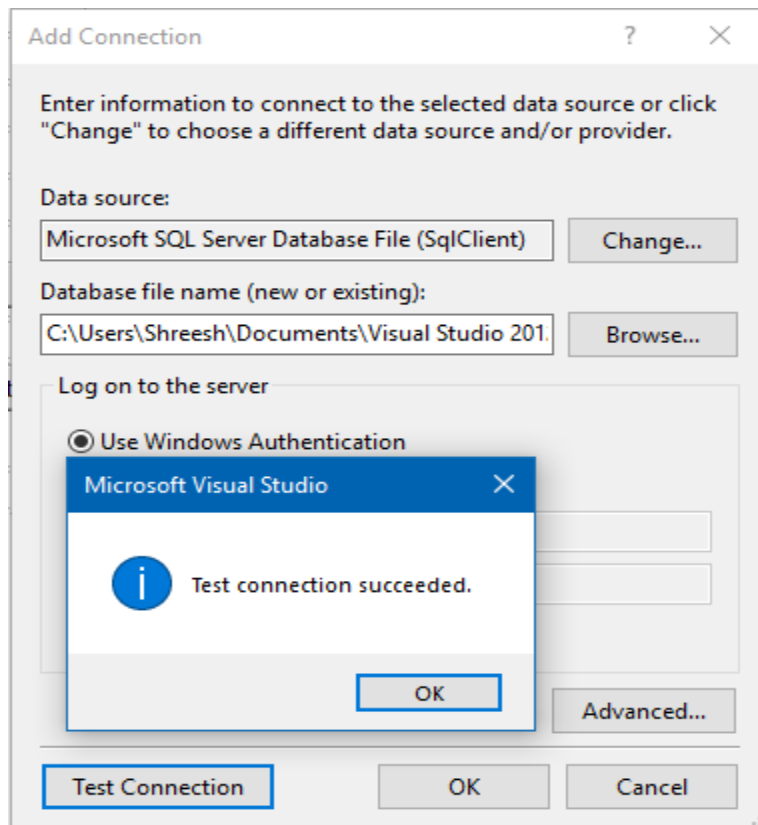 Add Connection
?
Enter information to connect to the selected data source or click
"Change" to choose a different data source and/or provider.
Data source:
Microsoft SQL Server Database File (SqlClient)
Change...
Database file name (new or existing):
C:\Users\Shreesh\Documents\Visual Studio 201
Browse...
Log on to the server
Use Windows Authentication
Microsoft Visual Studio
i
Test connection succeeded.
OK
Advanced...
Test Connection
OK
Cancel